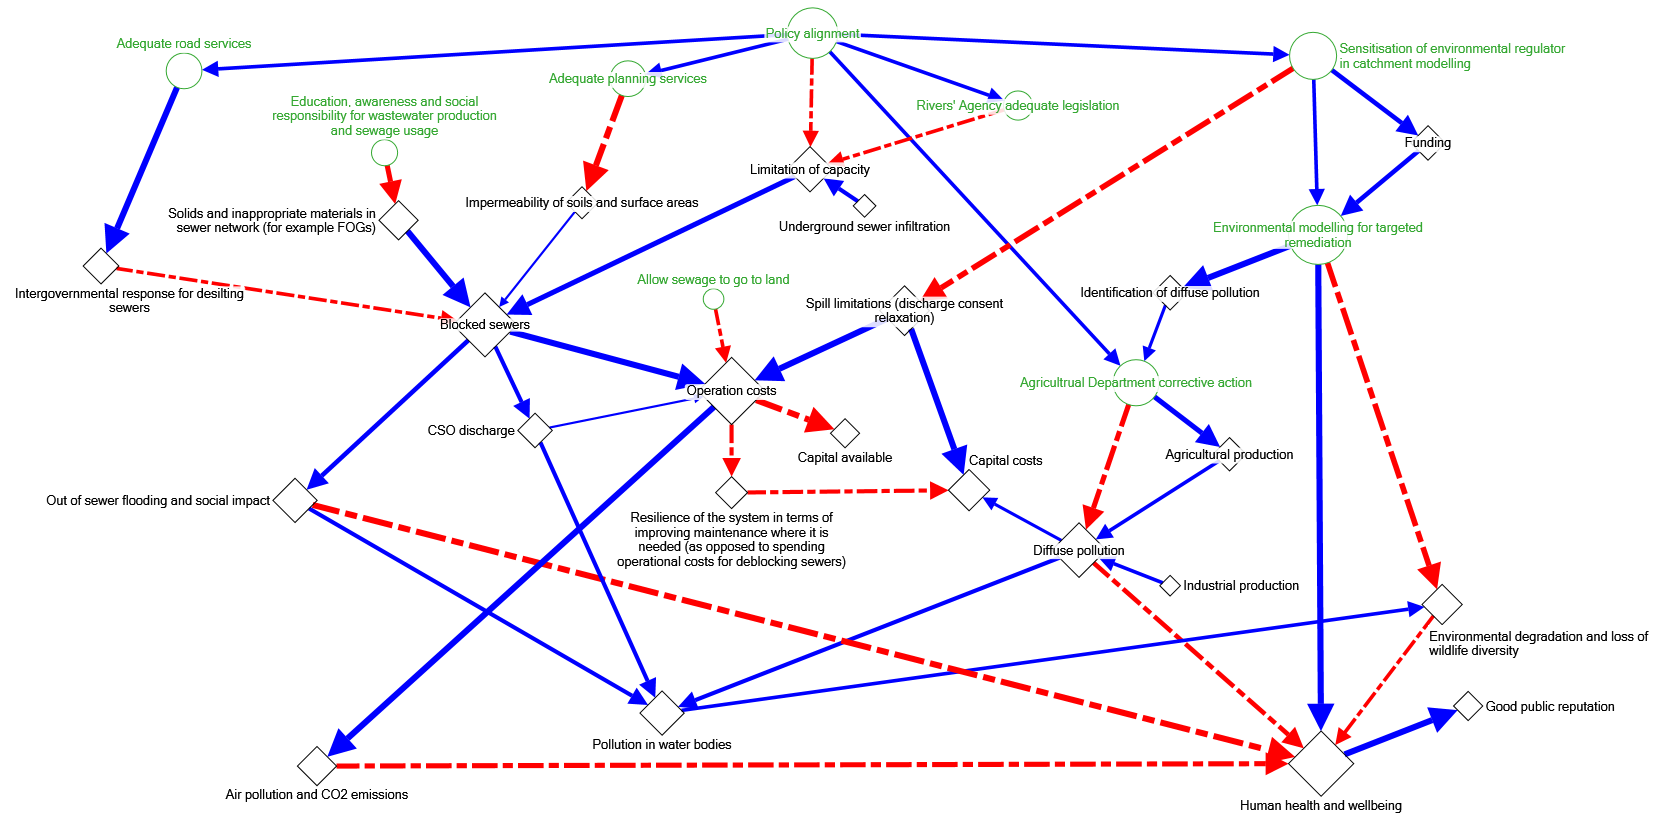 Policy alignment
Adequate road services
Sensitisation of environmental regulator
in catchment modelling
Adequate planning services
Education, awareness and social
responsibility for wastewater production
and sewage usage
Rivers' Agency adequate legislation
Funding
Limitation of capacity
Impermeability of soils and surface areas
Solids and inappropriate materials in
sewer network (for example FOGs)
Underground sewer infiltration
Environmental modelling for targeted
remediation
Intergovernmental response for desilting
sewers
Allow sewage to go to land
Identification of diffuse pollution
Spill limitations (discharge consent
relaxation)
Blocked sewers
Operation costs
Agricultrual Department corrective action
CSO discharge
Capital available
Agricultural production
Capital costs
Out of sewer flooding and social impact
Resilience of the system in terms of
improving maintenance where it is
needed (as opposed to spending
operational costs for deblocking sewers)
Diffuse pollution
Industrial production
Environmental degradation and loss of
wildlife diversity
Good public reputation
Pollution in water bodies
Air pollution and CO2 emissions
Human health and wellbeing